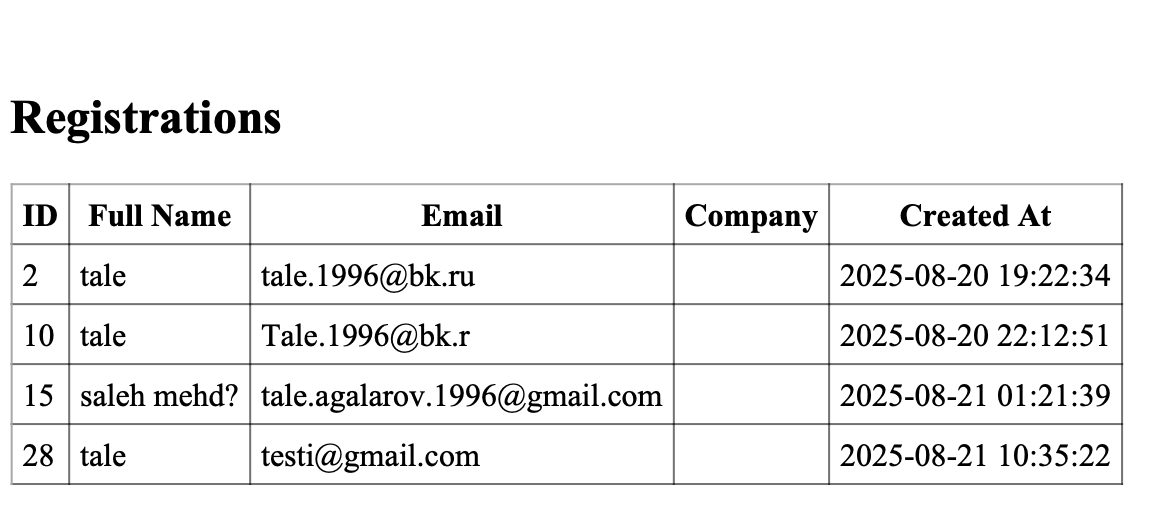 Registrations
ID Full Name Email Company Created At
2 tale tale.1996@bk.ru 2025-08-20 19:22:34
10 tale Tale.1996@bk.r 2025-08-20 22:12:51
15 saleh mehd? tale.agalarov.1996@gmail.com 2025-08-21 01:21:39
28 tale testi@gmail.com 2025-08-21 10:35:22